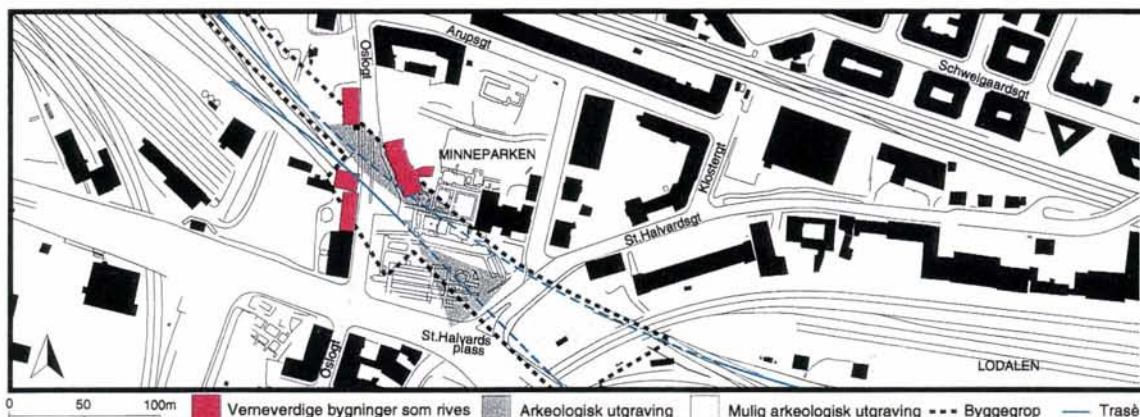 Oslogt
Arupsgt
Schweigaardsgt
MINNEPARKEN
Klostergt
St.Halvardsgt
St.Halvards
plass
Oslogt
LODALEN
0 50 100m Verneverdige bygninger som rives Arkeologisk utgraving Mulig arkeologisk utgraving Byggegrop